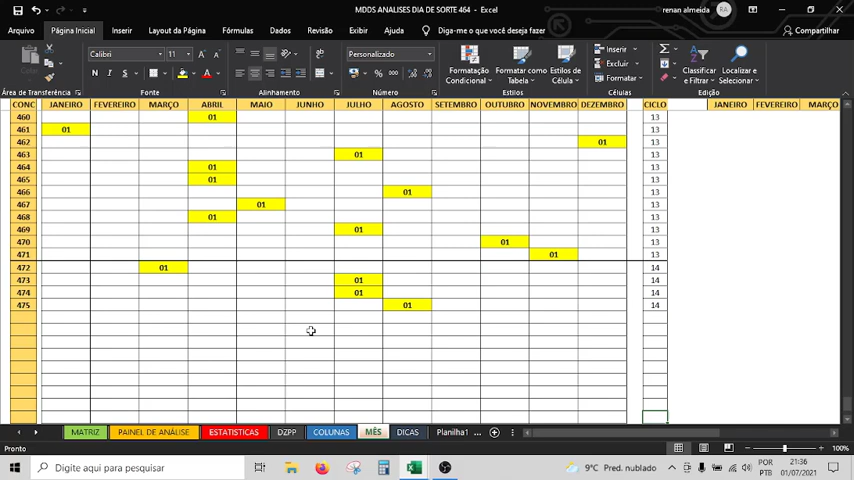 MDDS ANALISES DIA DE SORTE 464 - Excel
renan almeida RA
Arquivo Página Inicial Inserir Layout da Página Fórmulas Dados Revisão Exibir Ajuda Diga-me o que você deseja fazer Compartilhar
Colar
Calibri 11
N I S
ab
Personalizado
% 000
Formatação Condicional
Formatar como Tabela
Estilos de Célula
Inserir
Excluir
Formatar
Classificar e Filtrar
Localizar e Selecionar
Área de Transferência Fonte Alinhamento Número Estilos Células Edição
CONC JANEIRO FEVEREIRO MARÇO ABRIL MAIO JUNHO JULHO AGOSTO SETEMBRO OUTUBRO NOVEMBRO DEZEMBRO CICLO JANEIRO FEVEREIRO MARÇO
460 01 13
461 01 13
462 01 13
463 01 13
464 01 13
465 01 13
466 01 13
467 01 13
468 01 13
469 01 13
470 01 13
471 01 13
472 01 14
473 01 14
474 01 14
475 01 14
MATRIZ PAINEL DE ANÁLISE ESTATISTICAS DZPP COLUNAS MÊS DICAS Planilha1 ...
Pronto 100%
Digite aqui para pesquisar
9°C Pred. nublado
POR
PTB
21:36
01/07/2021